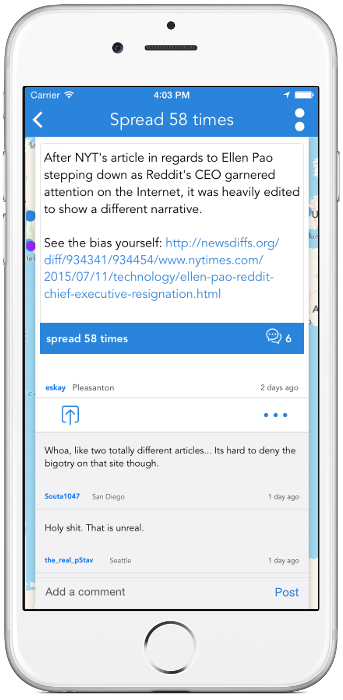 Carrier 4:03 PM
Spread 58 times
After NYT's article in regards to Ellen Pao
stepping down as Reddit's CEO garnered
attention on the Internet, it was heavily edited
to show a different narrative.
See the bias yourself: http://newsdiffs.org/
diff/934341/934454/www.nytimes.com/
2015/07/11/technology/ellen-pao-reddit-
chief-executive-resignation.html
spread 58 times 6
eskay Pleasanton 2 days ago
Whoa, like two totally different articles... Its hard to deny the
bigotry on that site though.
Souta1047 San Diego 1 day ago
Holy shit. That is unreal.
the_real_pStav Seattle 1 day ago
Add a comment Post